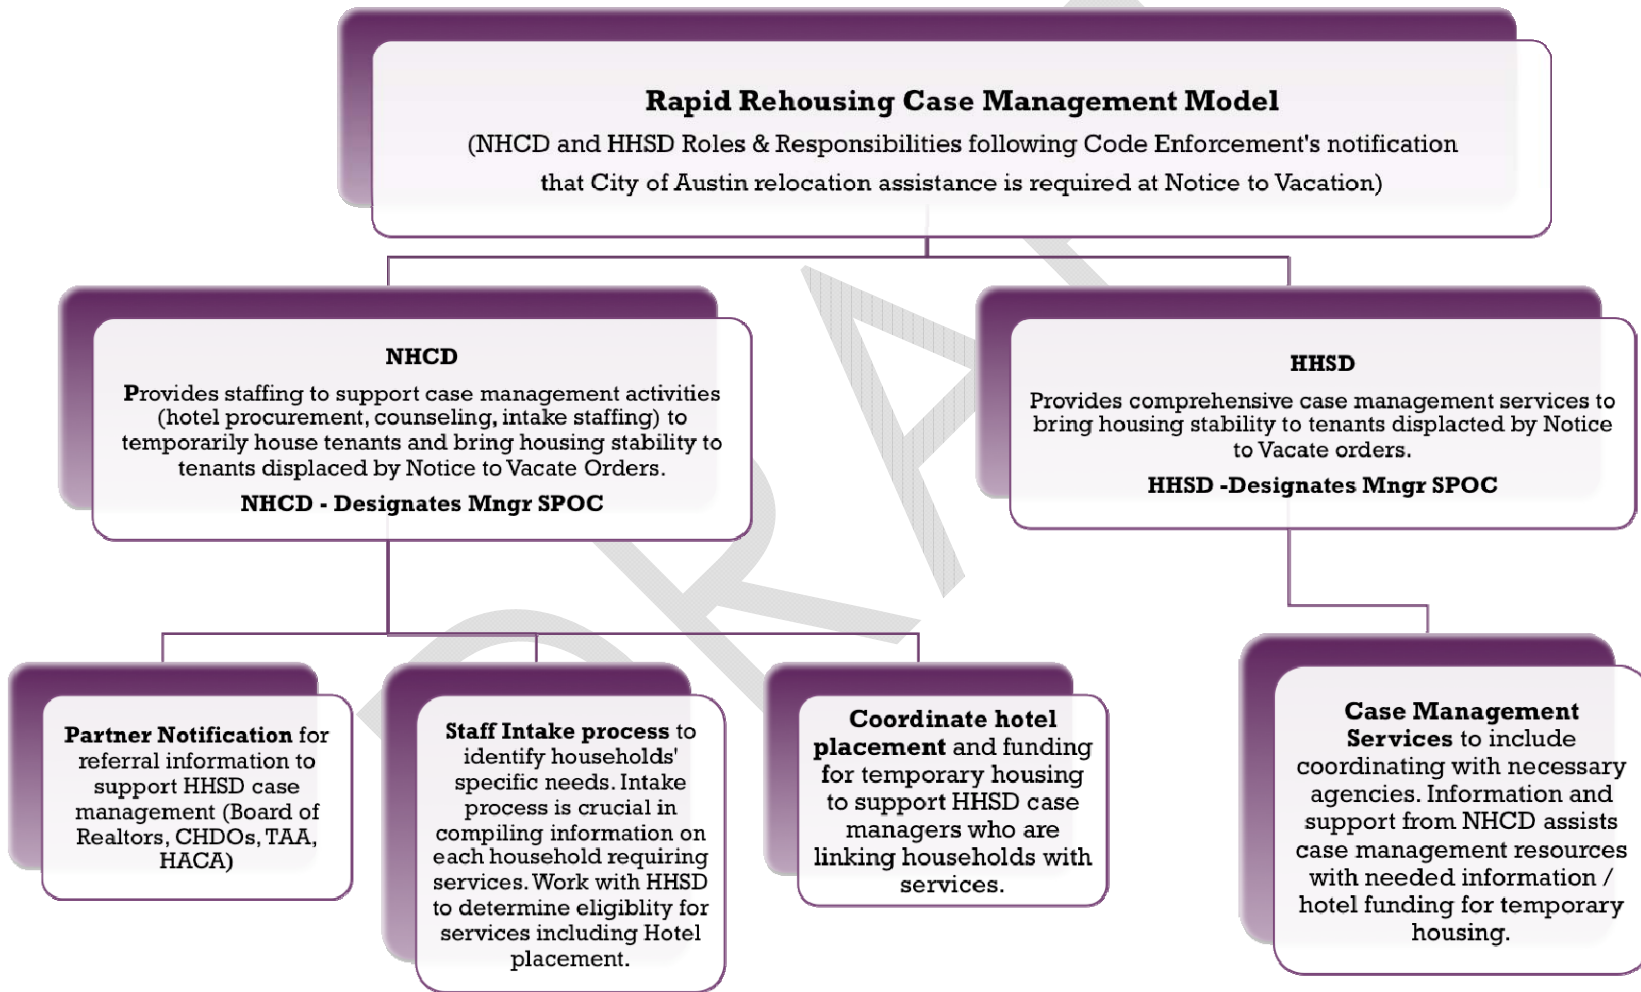 Rapid Rehousing Case Management Model
(NHCD and HHSD Roles & Responsibilities following Code Enforcement's notification
that City of Austin relocation assistance is required at Notice to Vacation)
NHCD
Provides staffing to support case management activities
(hotel procurement, counseling, intake staffing) to
temporarily house tenants and bring housing stability to
tenants displaced by Notice to Vacate Orders.
NHCD - Designates Mngr SPOC
HHSD
Provides comprehensive case management services to
bring housing stability to tenants displacted by Notice
to Vacate orders.
HHSD -Designates Mngr SPOC
Partner Notification for
referral information to
support HHSD case
management (Board of
Realtors, CHDOs, TAA,
HACA)
Staff Intake process to
identify households'
specific needs. Intake
process is crucial in
compiling information on
each household requiring
services. Work with HHSD
to determine eligiblity for
services including Hotel
placement.
Coordinate hotel
placement and funding
for temporary housing
to support HHSD case
managers who are
linking households with
services.
Case Management
Services to include
coordinating with necessary
agencies. Information and
support from NHCD assists
case management resources
with needed information /
hotel funding for temporary
housing.